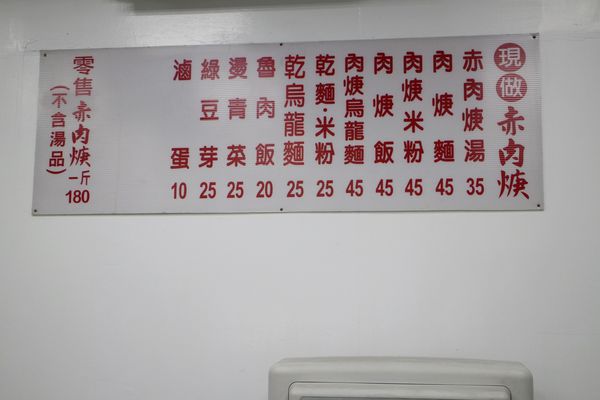 現做赤肉焿
赤肉焿湯 35
肉焿麵 45
肉焿米粉 45
肉焿飯 45
肉焿烏龍麵 45
乾麵・米粉 25
乾烏龍麵 25
魯肉飯 20
燙青菜 25
綠豆芽 25
滷蛋 10
零售赤肉焿一斤180
(不含湯品)